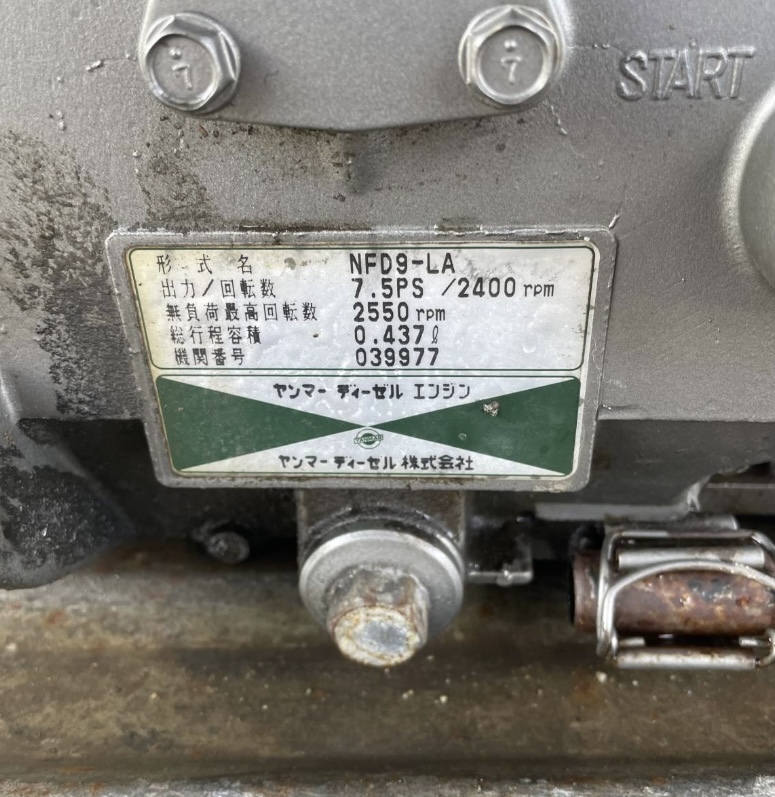 7
7
START
形式名 NFD9-LA
出力/回転数 7.5PS /2400 rpm
無負荷最高回転数 2550 rpm
総行程容積 0.437ℓ
機関番号 039977
ヤンマー ディーゼル エンジン
YANMAR
ヤンマー ディーゼル 株式会社